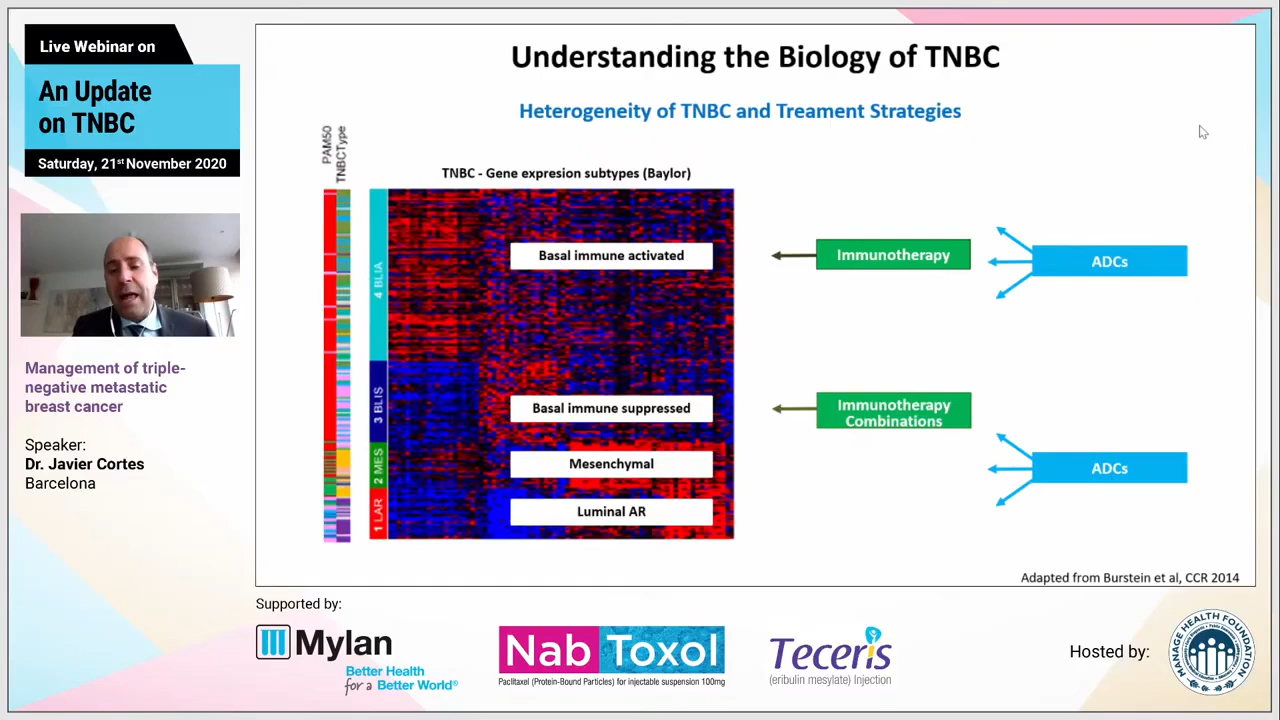 Live Webinar on
An Update
on TNBC
Saturday, 21st November 2020
Management of triple-
negative metastatic
breast cancer
Speaker:
Dr. Javier Cortes
Barcelona
Understanding the Biology of TNBC
Heterogeneity of TNBC and Treament Strategies
PAM50
TNBCType
TNBC - Gene expresion subtypes (Baylor)
4 BLIA
3 BLIS
2 MES
1 LAR
Basal immune activated
Basal immune suppressed
Mesenchymal
Luminal AR
Immunotherapy
ADCs
Immunotherapy
Combinations
ADCs
Adapted from Burstein et al, CCR 2014
Supported by:
Mylan
Better Health
for a Better World®
NabToxol
Paclitaxel (Protein-Bound Particles) for injectable suspension 100mg
Teceris
(eribulin mesylate) Injection
Hosted by:
MANAGE HEALTH FOUNDATION